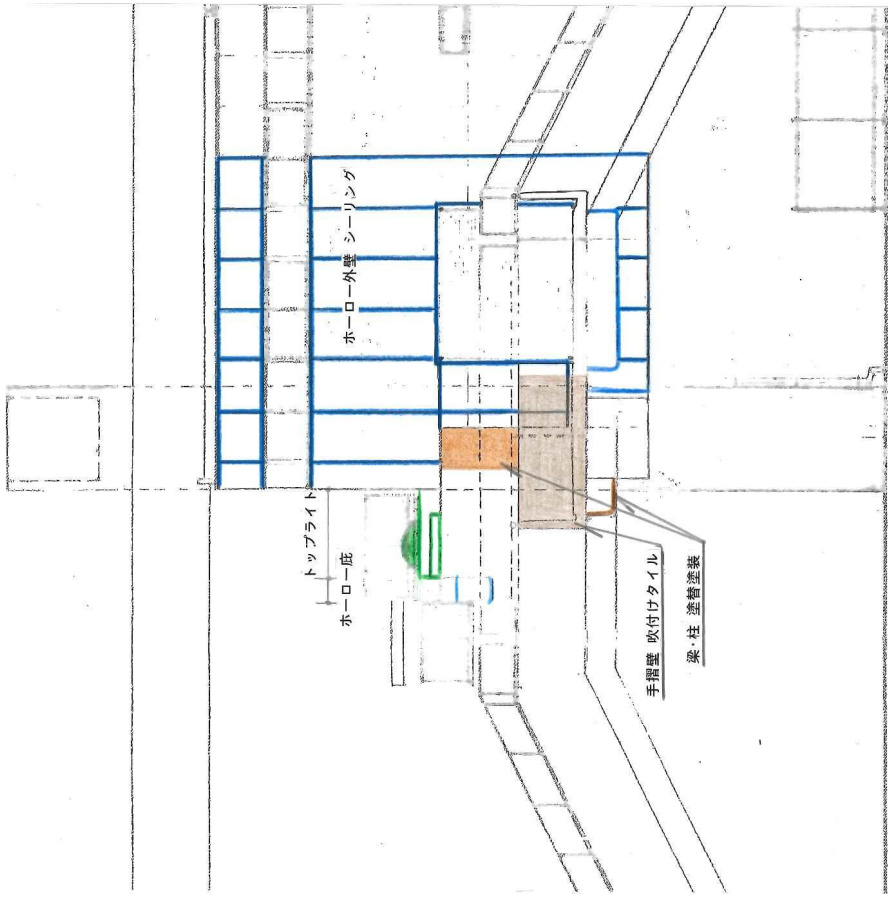 ホーロー外壁 シーリング
トップライト
ホーロー庇
手摺壁 吹付けタイル
梁・柱 塗替塗装